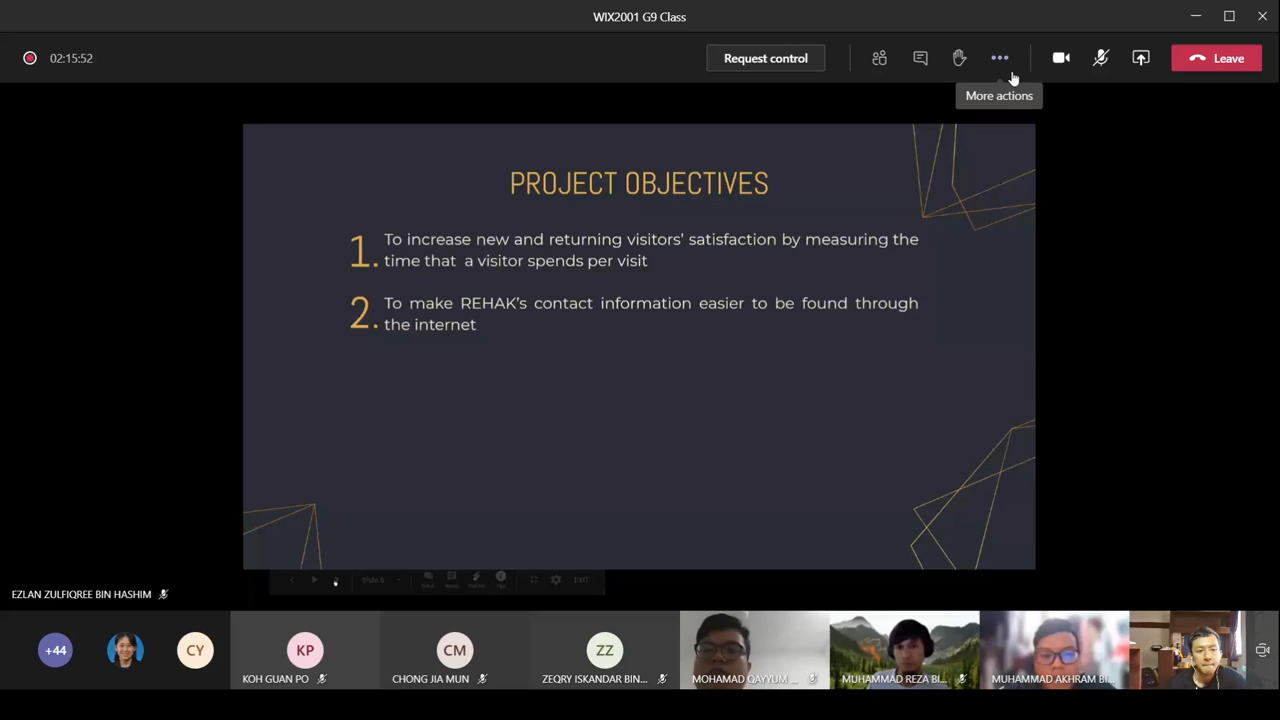 WIX2001 G9 Class
02:15:52
Request control
Leave
More actions
PROJECT OBJECTIVES
1. To increase new and returning visitors' satisfaction by measuring the
time that a visitor spends per visit
2. To make REHAK's contact information easier to be found through
the internet
Slide 6
EXIT
EZLAN ZULFIQREE BIN HASHIM
+44
CY
KP
CM
ZZ
KOH GUAN PO
CHONG JIA MUN
ZEQRY ISKANDAR BIN...
MOHAMAD QAYYUM ...
MUHAMMAD REZA BI...
MUHAMMAD AKHRAM BI...